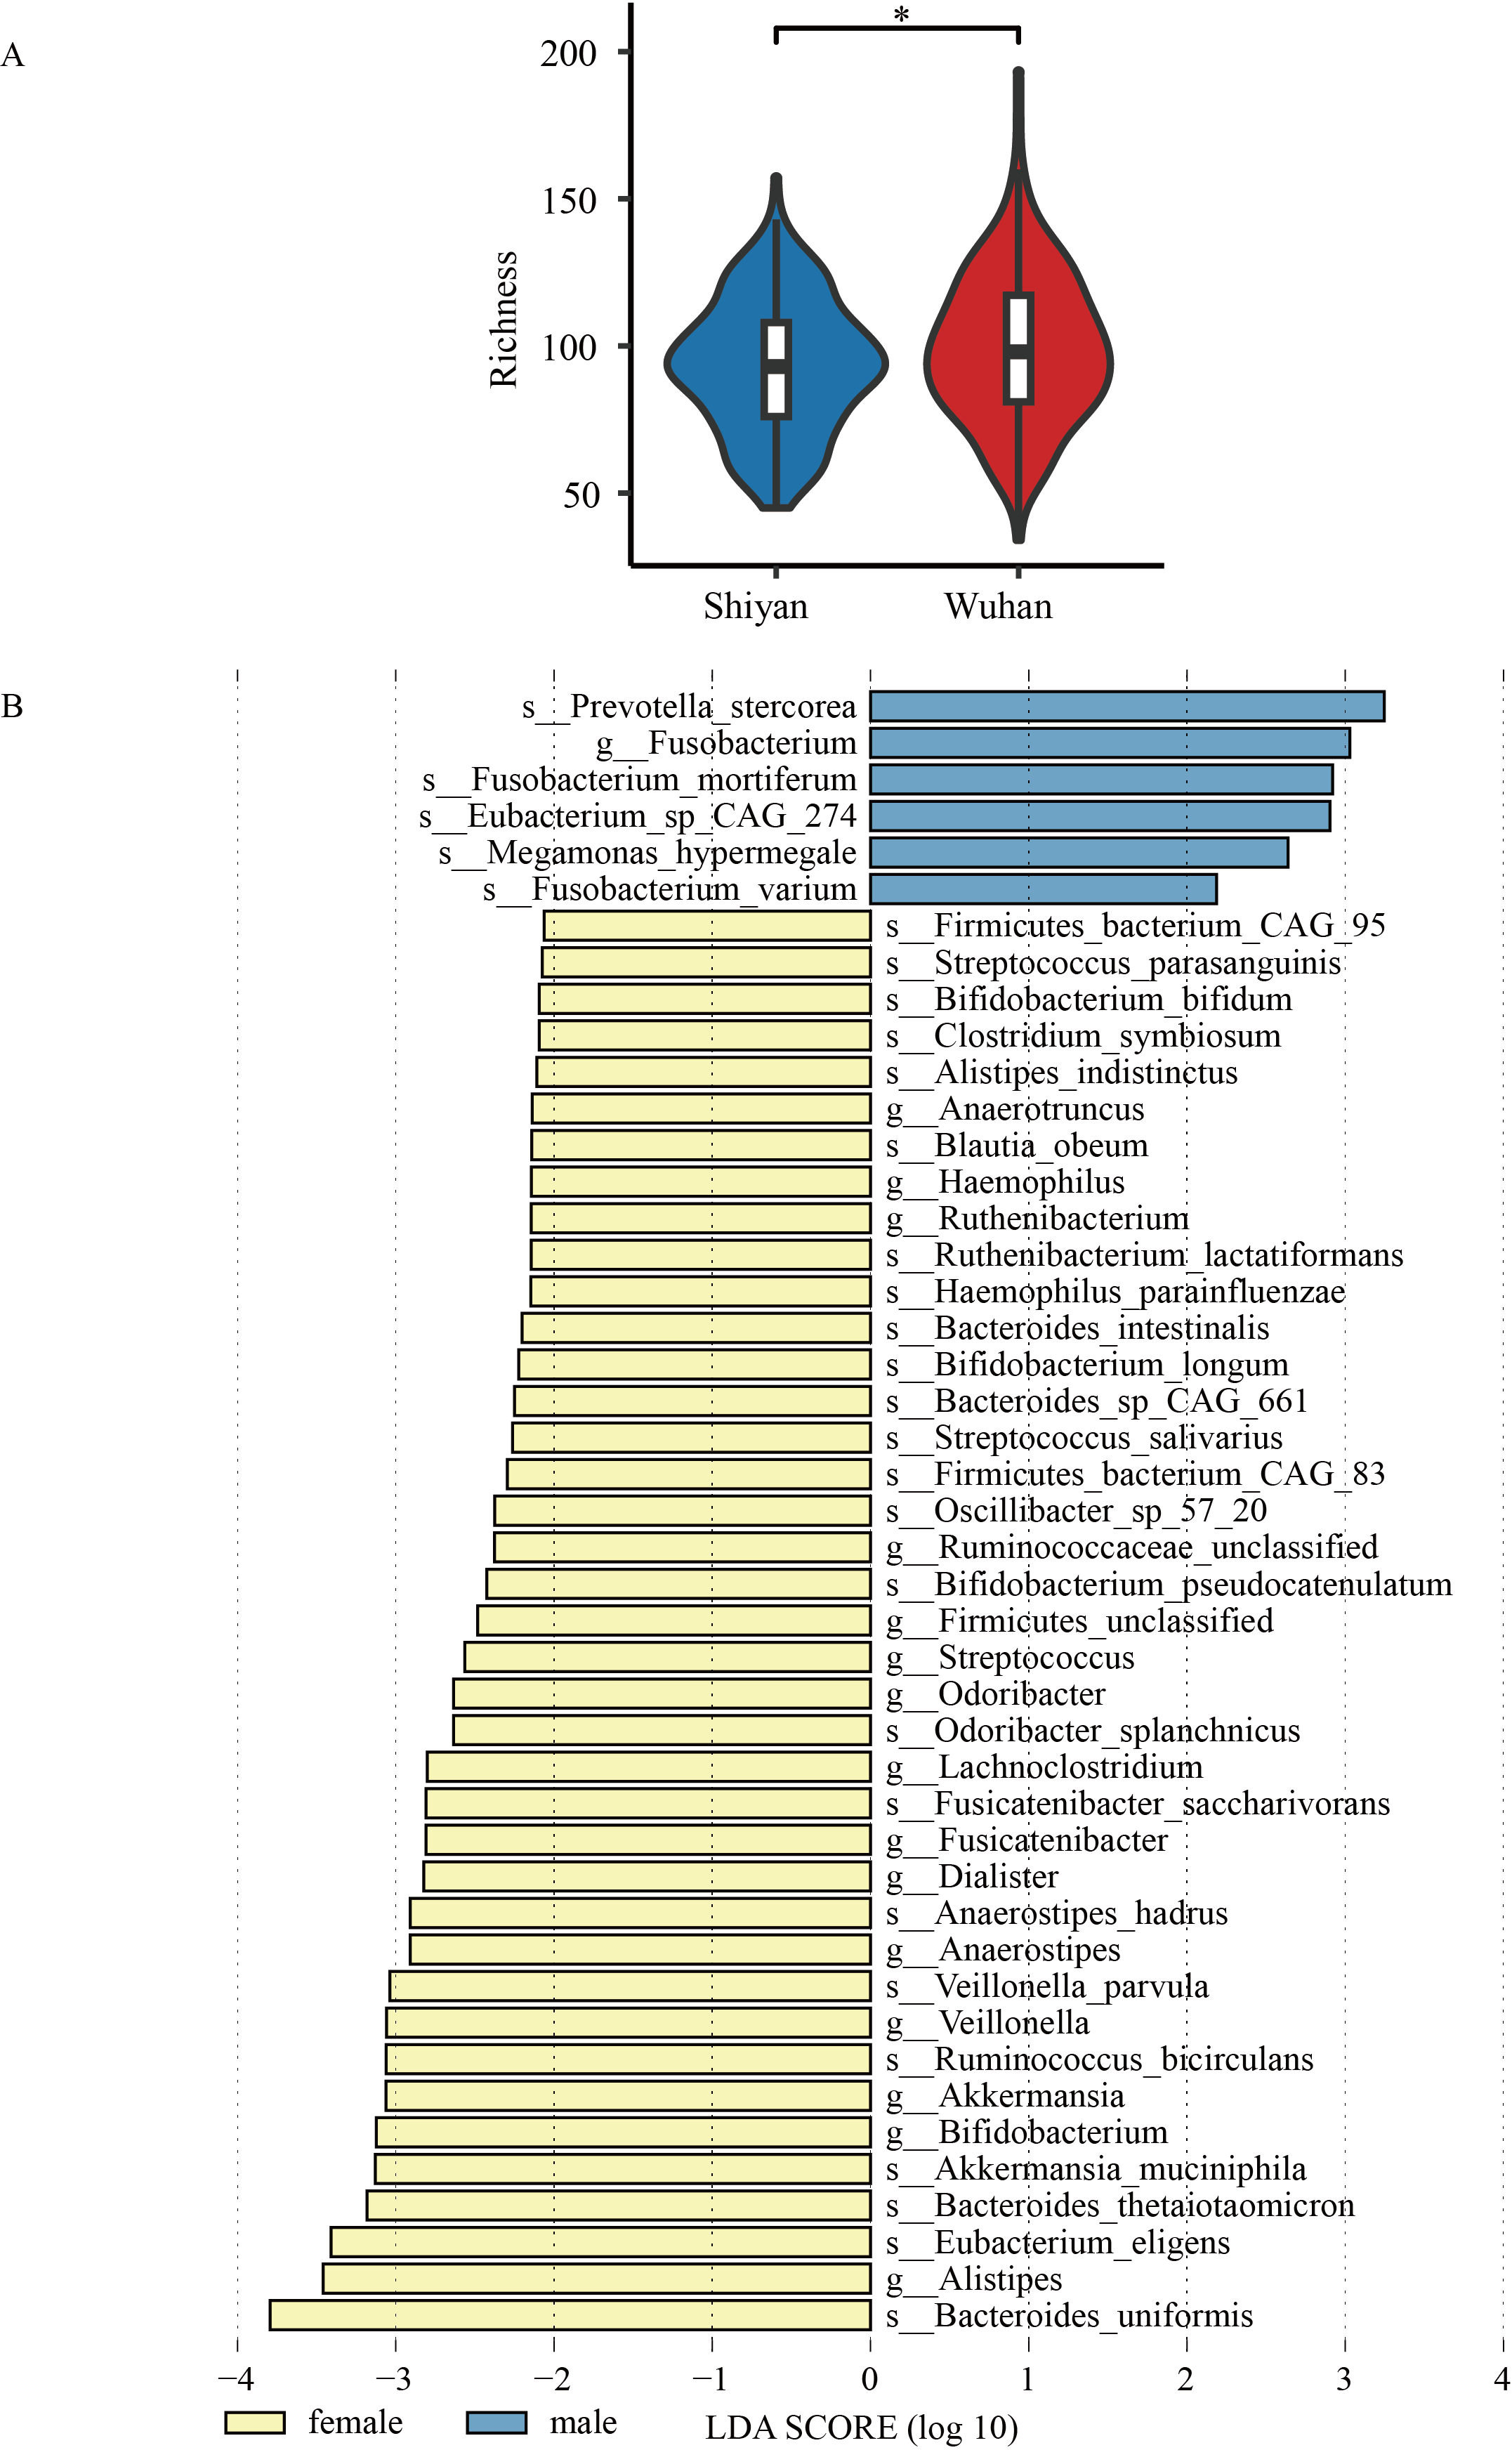 A
*
200
150
100
50
Richness
Shiyan
Wuhan
B
s__Prevotella_stercorea
g__Fusobacterium
s__Fusobacterium_mortiferum
s__Eubacterium_sp_CAG_274
s__Megamonas_hypermegale
s__Fusobacterium_varium
s__Firmicutes_bacterium_CAG_95
s__Streptococcus_parasanguinis
s__Bifidobacterium_bifidum
s__Clostridium_symbiosum
s__Alistipes_indistinctus
g__Anaerotruncus
s__Blautia_obeum
g__Haemophilus
g__Ruthenibacterium
s__Ruthenibacterium_lactatiformans
s__Haemophilus_parainfluenzae
s__Bacteroides_intestinalis
s__Bifidobacterium_longum
s__Bacteroides_sp_CAG_661
s__Streptococcus_salivarius
s__Firmicutes_bacterium_CAG_83
s__Oscillibacter_sp_57_20
g__Ruminococcaceae_unclassified
s__Bifidobacterium_pseudocatenulatum
g__Firmicutes_unclassified
g__Streptococcus
g__Odoribacter
s__Odoribacter_splanchnicus
g__Lachnoclostridium
s__Fusicatenibacter_saccharivorans
g__Fusicatenibacter
g__Dialister
s__Anaerostipes_hadrus
g__Anaerostipes
s__Veillonella_parvula
g__Veillonella
s__Ruminococcus_bicirculans
g__Akkermansia
g__Bifidobacterium
s__Akkermansia_muciniphila
s__Bacteroides_thetaiotaomicron
s__Eubacterium_eligens
g__Alistipes
s__Bacteroides_uniformis
−4 −3 −2 −1 0 1 2 3 4
female male LDA SCORE (log 10)